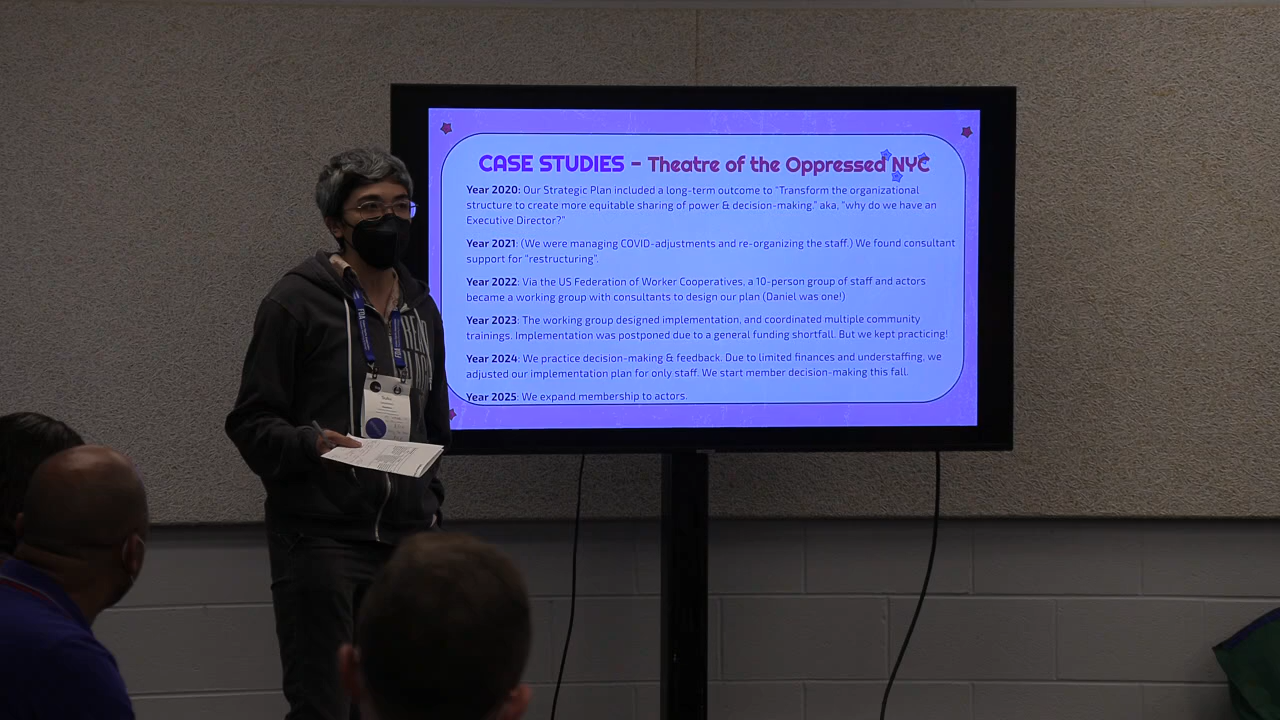 CASE STUDIES - Theatre of the Oppressed NYC
Year 2020: Our Strategic Plan included a long-term outcome to "Transform the organizational
structure to create more equitable sharing of power & decision-making," aka, "why do we have an
Executive Director?"
Year 2021: (We were managing COVID-adjustments and re-organizing the staff.) We found consultant
support for "restructuring".
Year 2022: Via the US Federation of Worker Cooperatives, a 10-person group of staff and actors
became a working group with consultants to design our plan (Daniel was one!)
Year 2023: The working group designed implementation, and coordinated multiple community
trainings. Implementation was postponed due to a general funding shortfall. But we kept practicing!
Year 2024: We practice decision-making & feedback. Due to limited finances and understaffing, we
adjusted our implementation plan for only staff. We start member decision-making this fall.
Year 2025: We expand membership to actors.